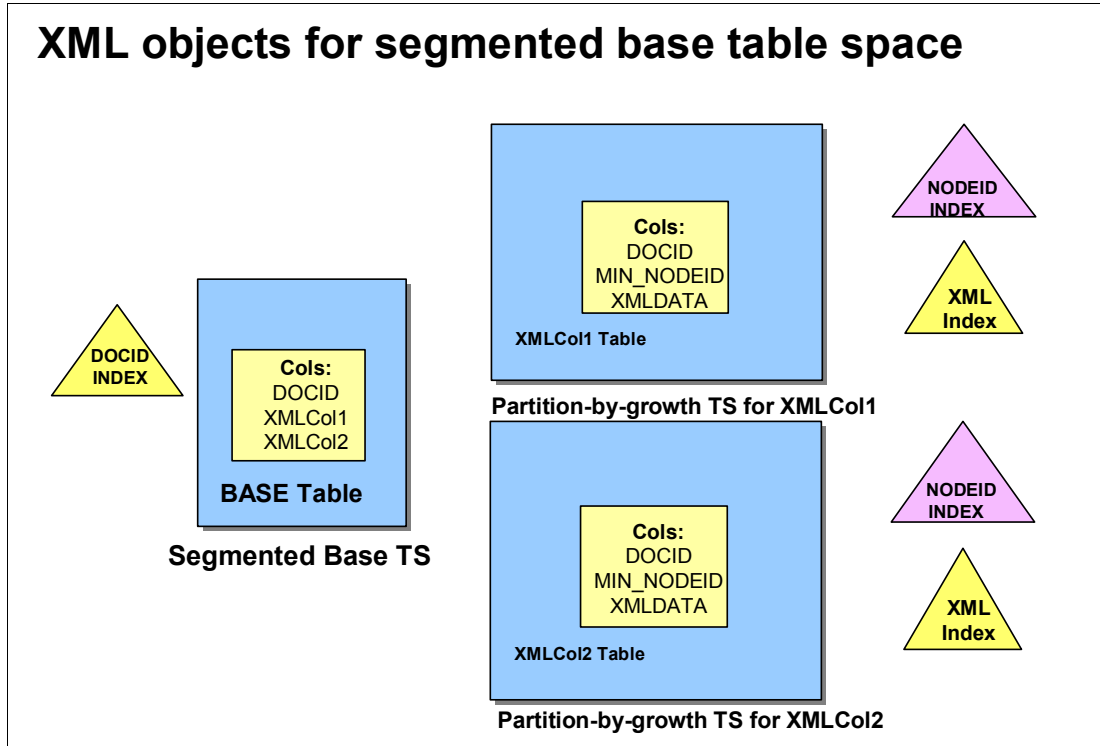 XML objects for segmented base table space
DOCID
INDEX
Cols:
DOCID
XMLCol1
XMLCol2
BASE Table
Segmented Base TS
Cols:
DOCID
MIN_NODEID
XMLDATA
XMLCol1 Table
Partition-by-growth TS for XMLCol1
NODEID
INDEX
XML
Index
Cols:
DOCID
MIN_NODEID
XMLDATA
XMLCol2 Table
Partition-by-growth TS for XMLCol2
NODEID
INDEX
XML
Index